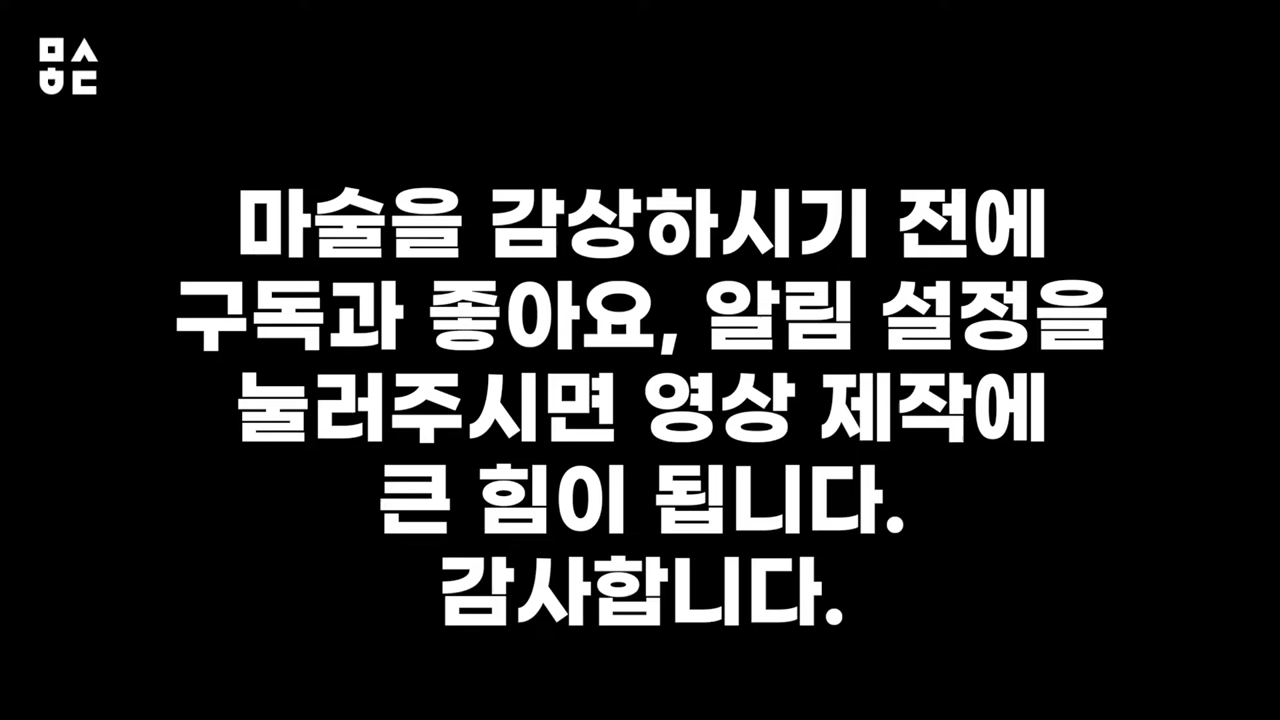 ㅁㅅ
ㅎㄷ
마술을 감상하시기 전에
구독과 좋아요, 알림 설정을
눌러주시면 영상 제작에
큰 힘이 됩니다.
감사합니다.